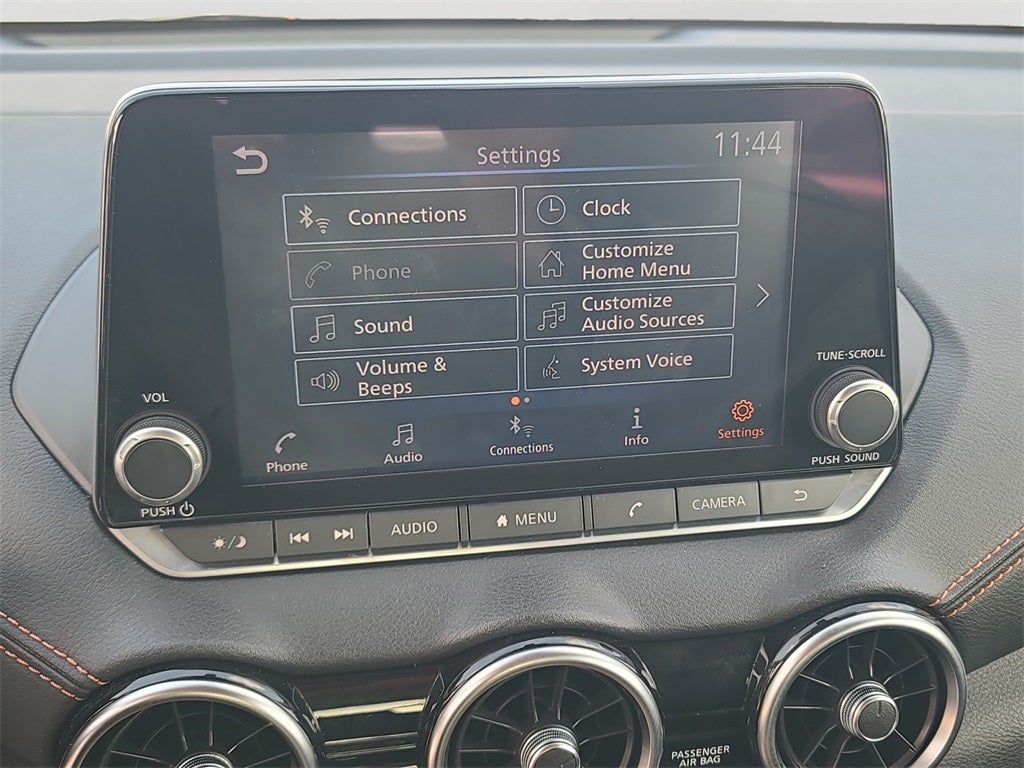 Settings
11:44
Connections
Clock
Phone
Customize
Home Menu
Sound
Customize
Audio Sources
Volume &
Beeps
System Voice
Phone
Audio
Connections
Info
Settings
VOL
PUSH
TUNE·SCROLL
PUSH SOUND
AUDIO
MENU
CAMERA
PASSENGER
AIR BAG